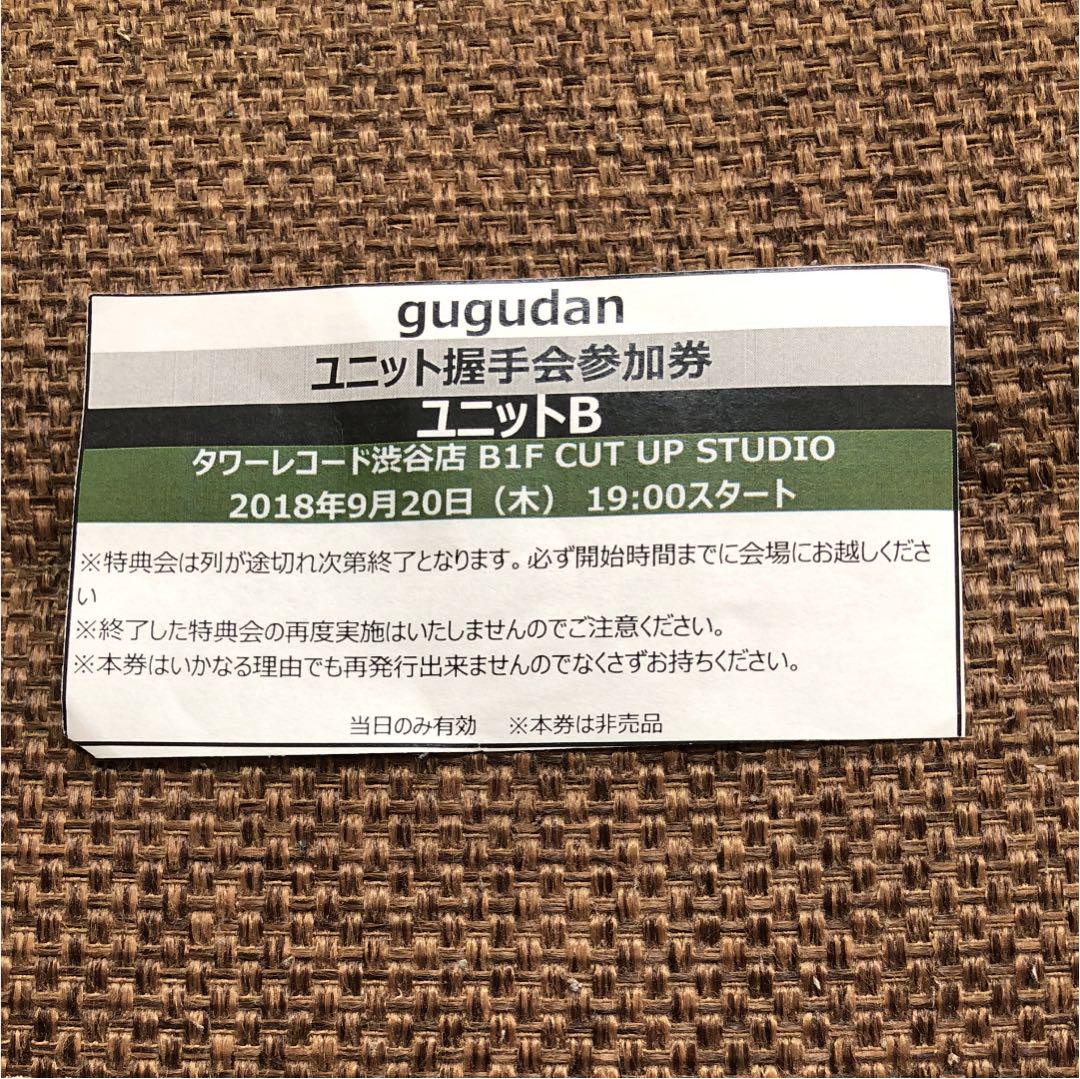 gugudan
ユニット握手会参加券
ユニットB
タワーレコード渋谷店 B1F CUT UP STUDIO
2018年9月20日（木） 19:00スタート
※特典会は列が途切れ次第終了となります。必ず開始時間までに会場にお越しくださ
い
※終了した特典会の再度実施はいたしませんのでご注意ください。
※本券はいかなる理由でも再発行出来ませんのでなくさずお持ちください。
当日のみ有効 ※本券は非売品